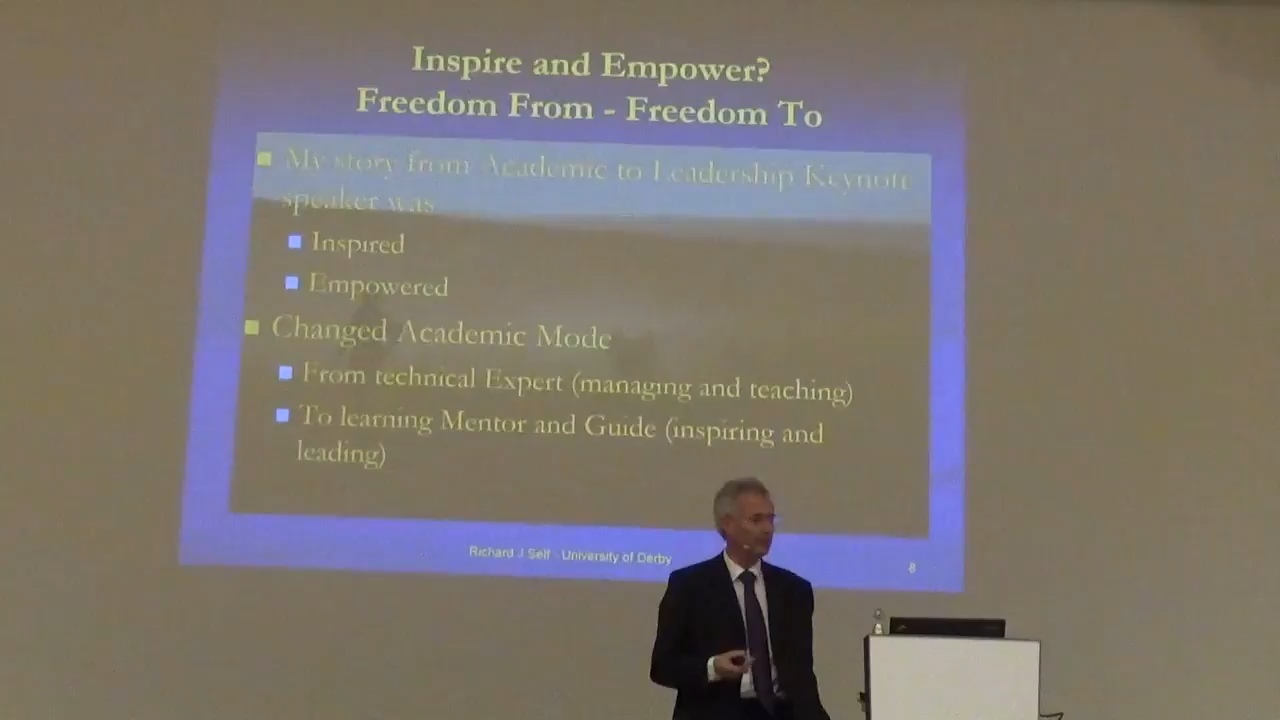 Inspire and Empower?
Freedom From - Freedom To
My story from Academic to Leadership Keynote
speaker was
Inspired
Empowered
Changed Academic Mode
From technical Expert (managing and teaching)
To learning Mentor and Guide (inspiring and
leading)
Richard J Self - University of Derby
8